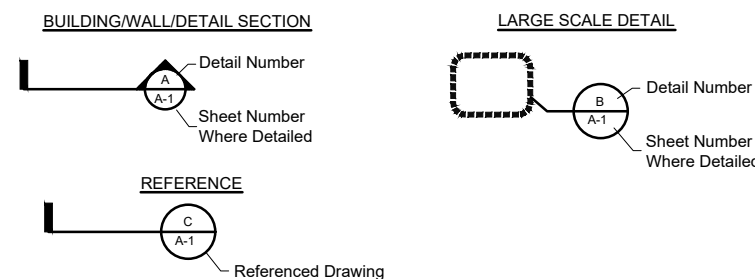 BUILDING/WALL/DETAIL SECTION
A
A-1
Detail Number
Sheet Number
Where Detailed
LARGE SCALE DETAIL
B
A-1
Detail Number
Sheet Number
Where Detailed
REFERENCE
C
A-1
Referenced Drawing